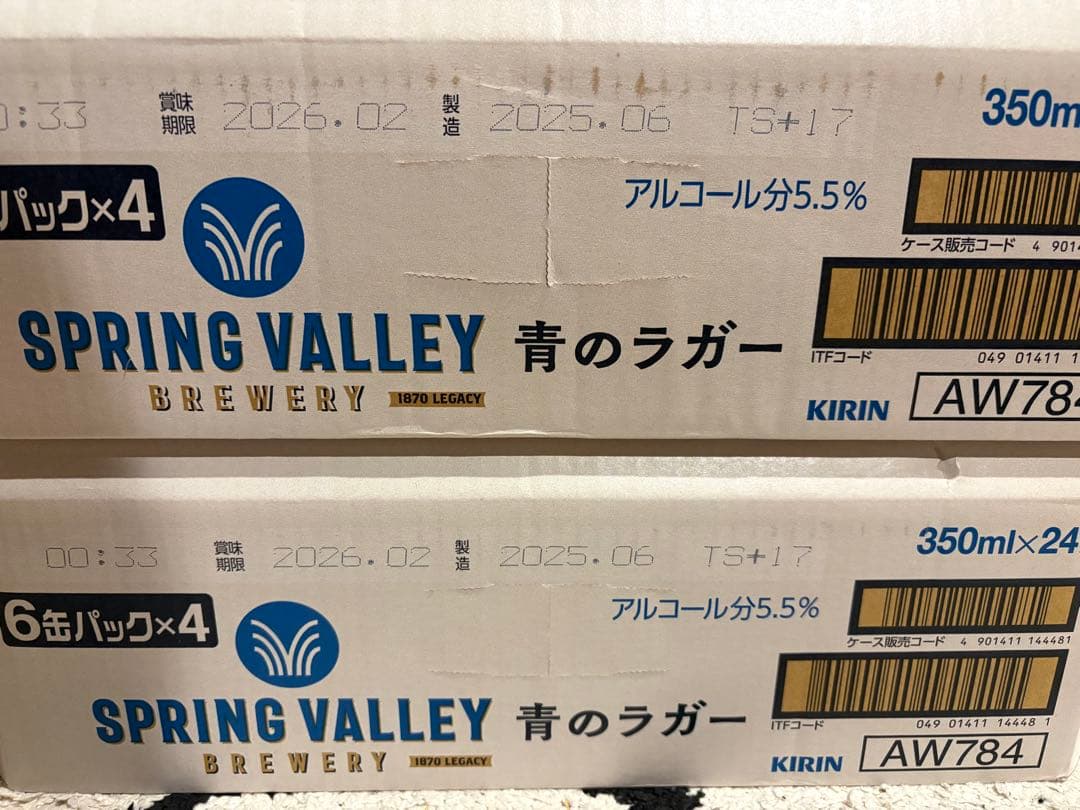 :33 賞味期限 2026.02 製造 2025.06 TS+17
350m
パック×4
アルコール分5.5%
ケース販売コード 4 901
SPRING VALLEY 青のラガー
BREWERY 1870 LEGACY
ITFコード 049 01411 1
KIRIN AW784
00:33 賞味期限 2026.02 製造 2025.06 TS+17
350ml×24
6缶パック×4
アルコール分5.5%
ケース販売コード 4 901411 144481
SPRING VALLEY 青のラガー
BREWERY 1870 LEGACY
ITFコード 049 01411 14448 1
KIRIN AW784